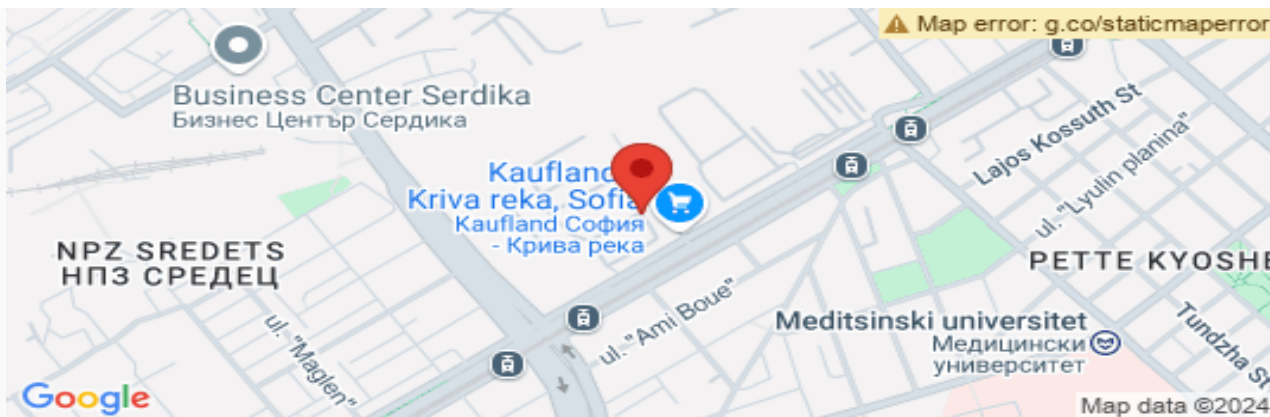 Map error: g.co/staticmaperror
Business Center Serdika
Бизнес Център Сердика
Lajos Kossuth St
ul. "Lyulin planina"
Kaufland
Kriva reka, Sofia
Kaufland София
- Крива река
NPZ SREDETS
НПЗ СРЕДЕЦ
PETTE KYOSHE
ul. "Maglen"
ul. "Ami Boue"
Meditsinski universitet
Медицински
университет
Tundzha St
Google
Map data ©2024